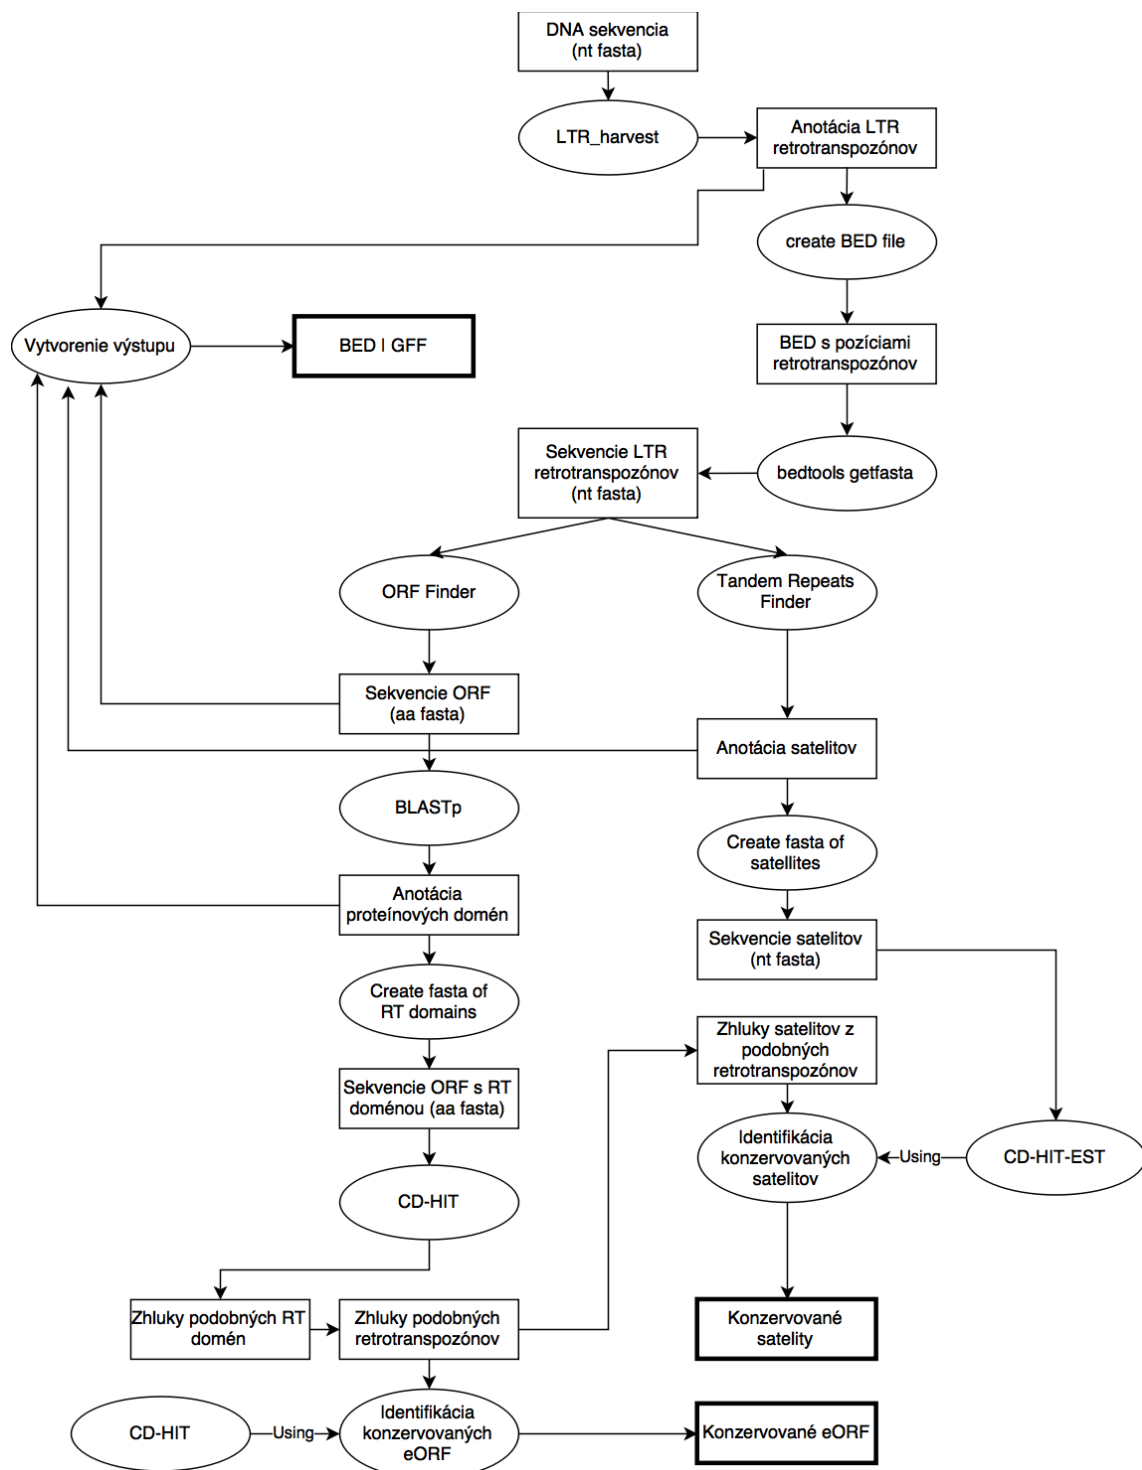 DNA sekvencia
(nt fasta)
LTR_harvest
Anotácia LTR
retrotranspozónov
create BED file
Vytvorenie výstupu
BED | GFF
BED s pozíciami
retrotranspozónov
Sekvencie LTR
retrotranspozónov
(nt fasta)
bedtools getfasta
ORF Finder
Tandem Repeats
Finder
Sekvencie ORF
(aa fasta)
Anotácia satelitov
BLASTp
Create fasta of
satellites
Anotácia
proteínových domén
Sekvencie satelitov
(nt fasta)
Create fasta of
RT domains
Zhluky satelitov z
podobných
retrotranspozónov
Sekvencie ORF s RT
doménou (aa fasta)
Identifikácia
konzervovaných
satelitov
Using
CD-HIT-EST
CD-HIT
Zhluky podobných RT
domén
Zhluky podobných
retrotranspozónov
Konzervované
satelity
CD-HIT
Using
Identifikácia
konzervovaných
eORF
Konzervované eORF